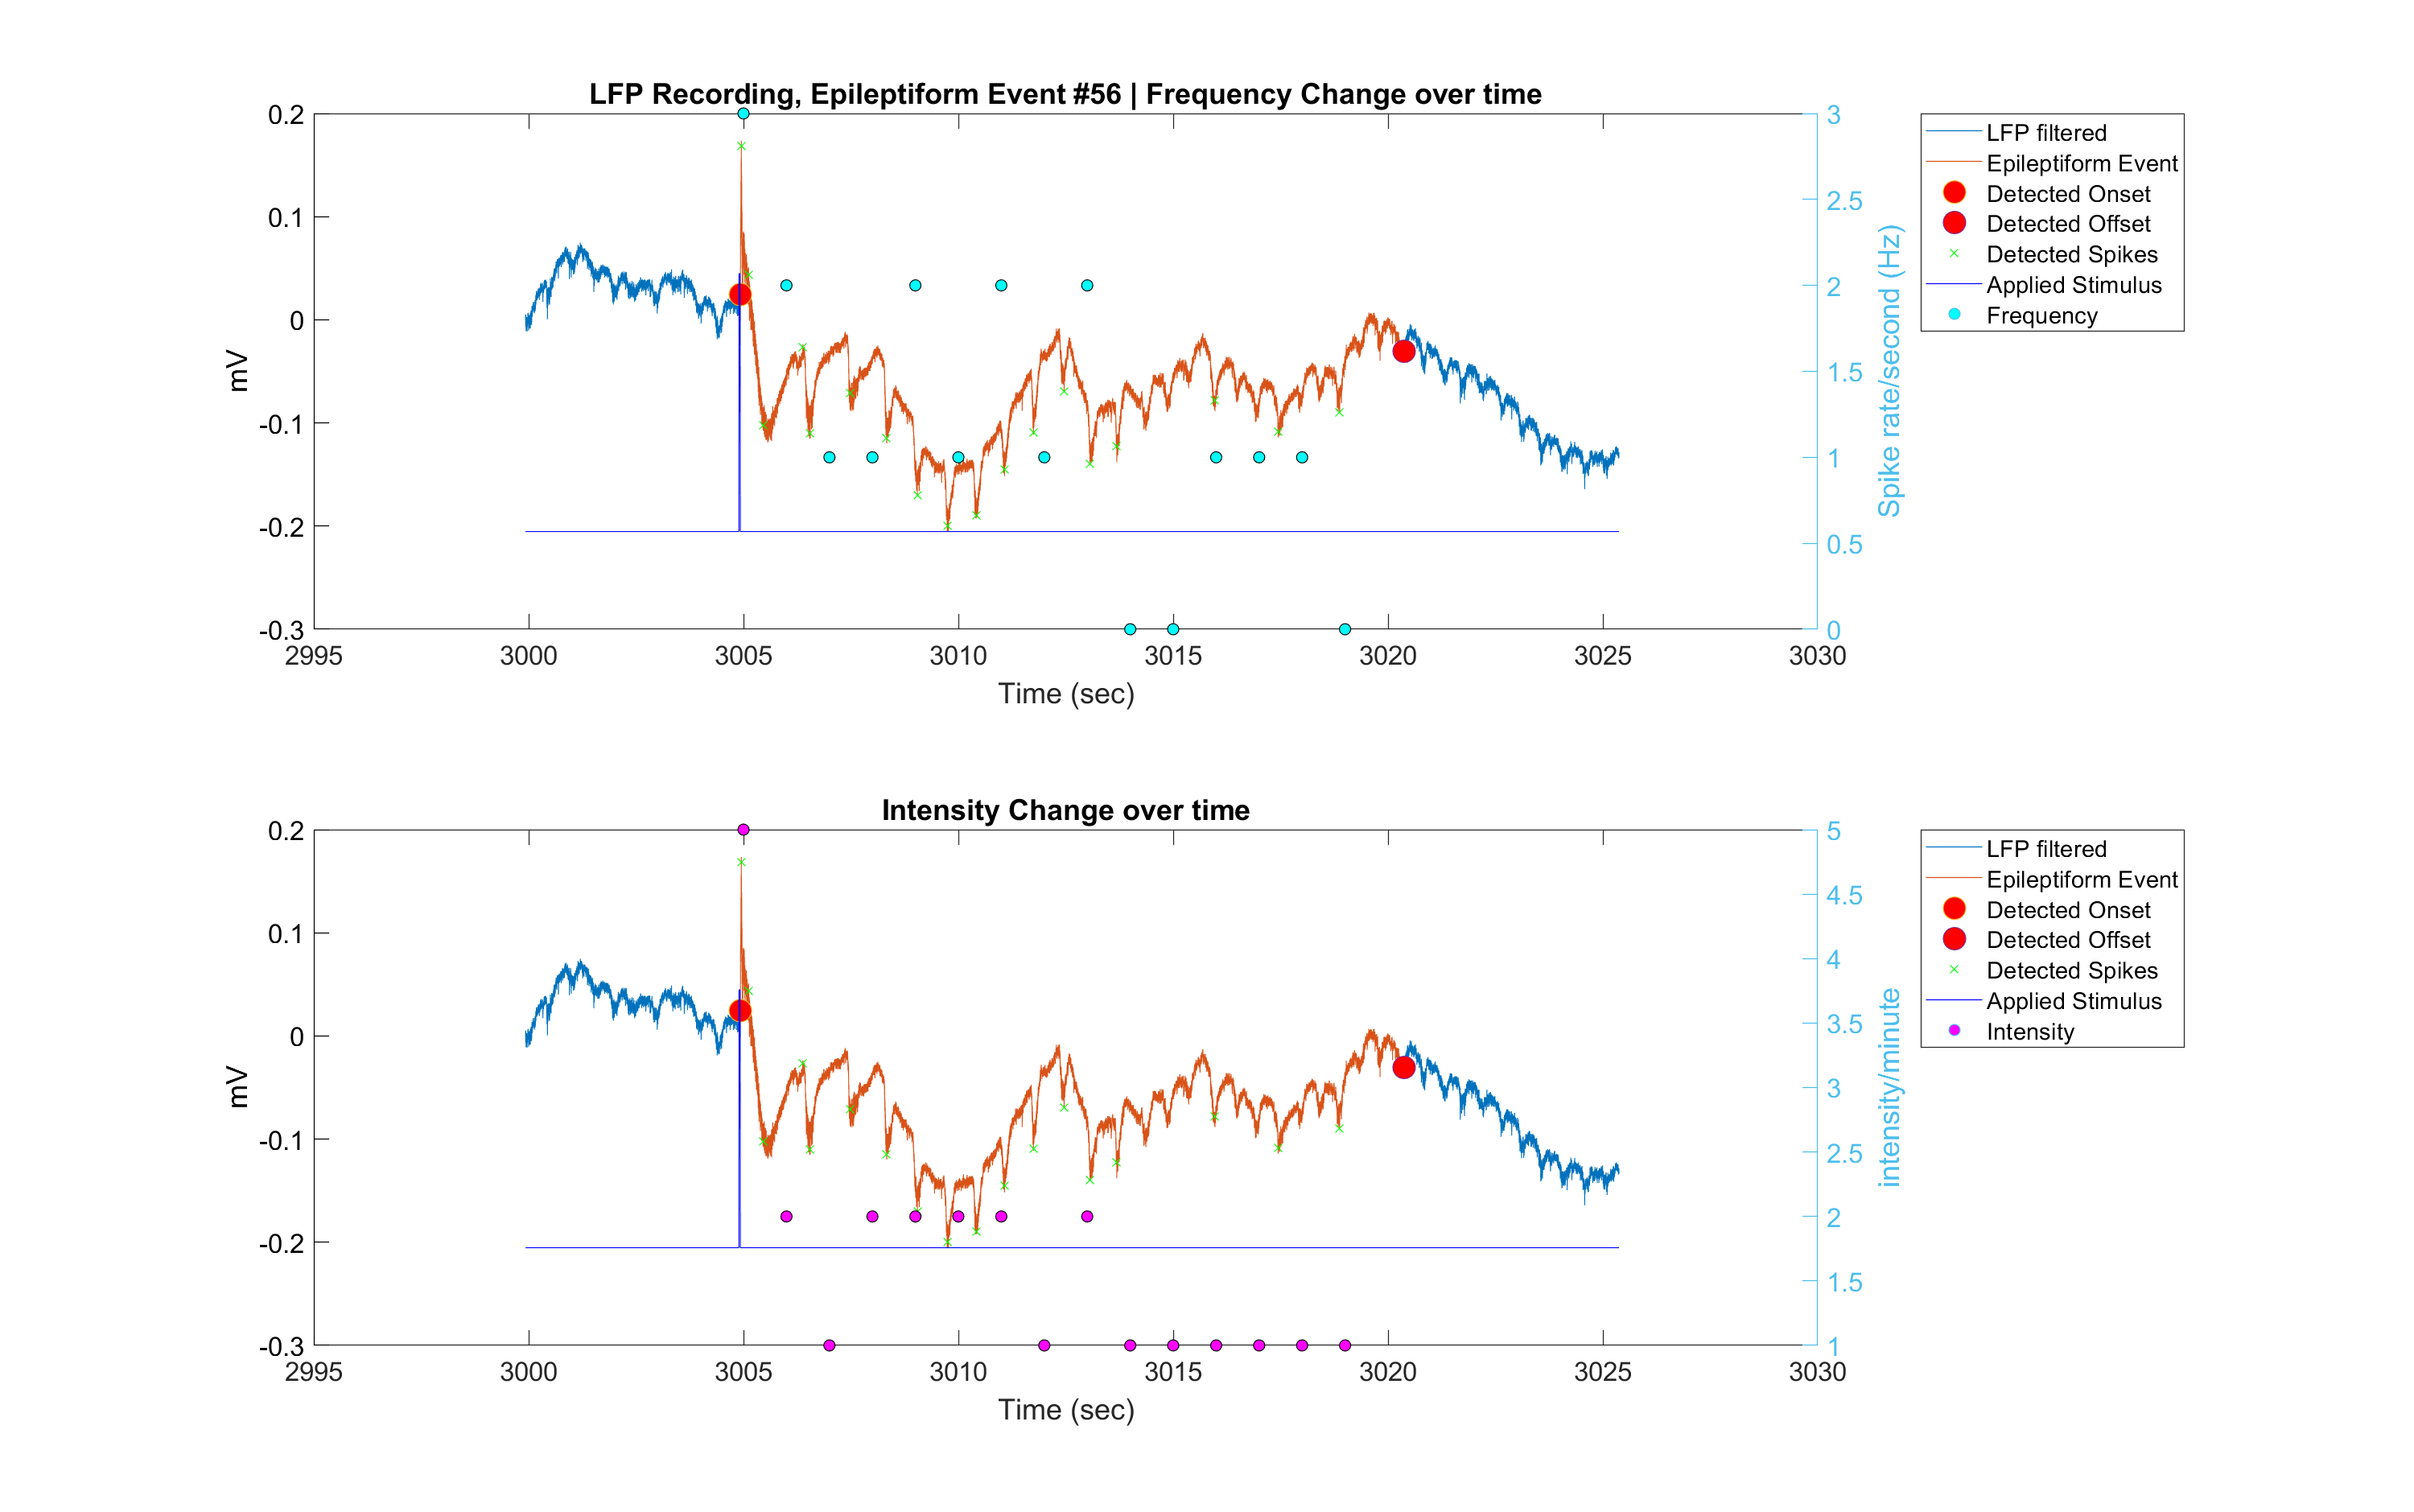 LFP Recording, Epileptiform Event #56 | Frequency Change over time
0.2
0.1
0
-0.1
-0.2
-0.3
mV
2995 3000 3005 3010 3015 3020 3025 3030
Time (sec)
3
2.5
2
1.5
1
0.5
0
Spike rate/second (Hz)
LFP filtered
Epileptiform Event
Detected Onset
Detected Offset
Detected Spikes
Applied Stimulus
Frequency
Intensity Change over time
0.2
0.1
0
-0.1
-0.2
-0.3
mV
2995 3000 3005 3010 3015 3020 3025 3030
Time (sec)
5
4.5
4
3.5
3
2.5
2
1.5
1
intensity/minute
LFP filtered
Epileptiform Event
Detected Onset
Detected Offset
Detected Spikes
Applied Stimulus
Intensity